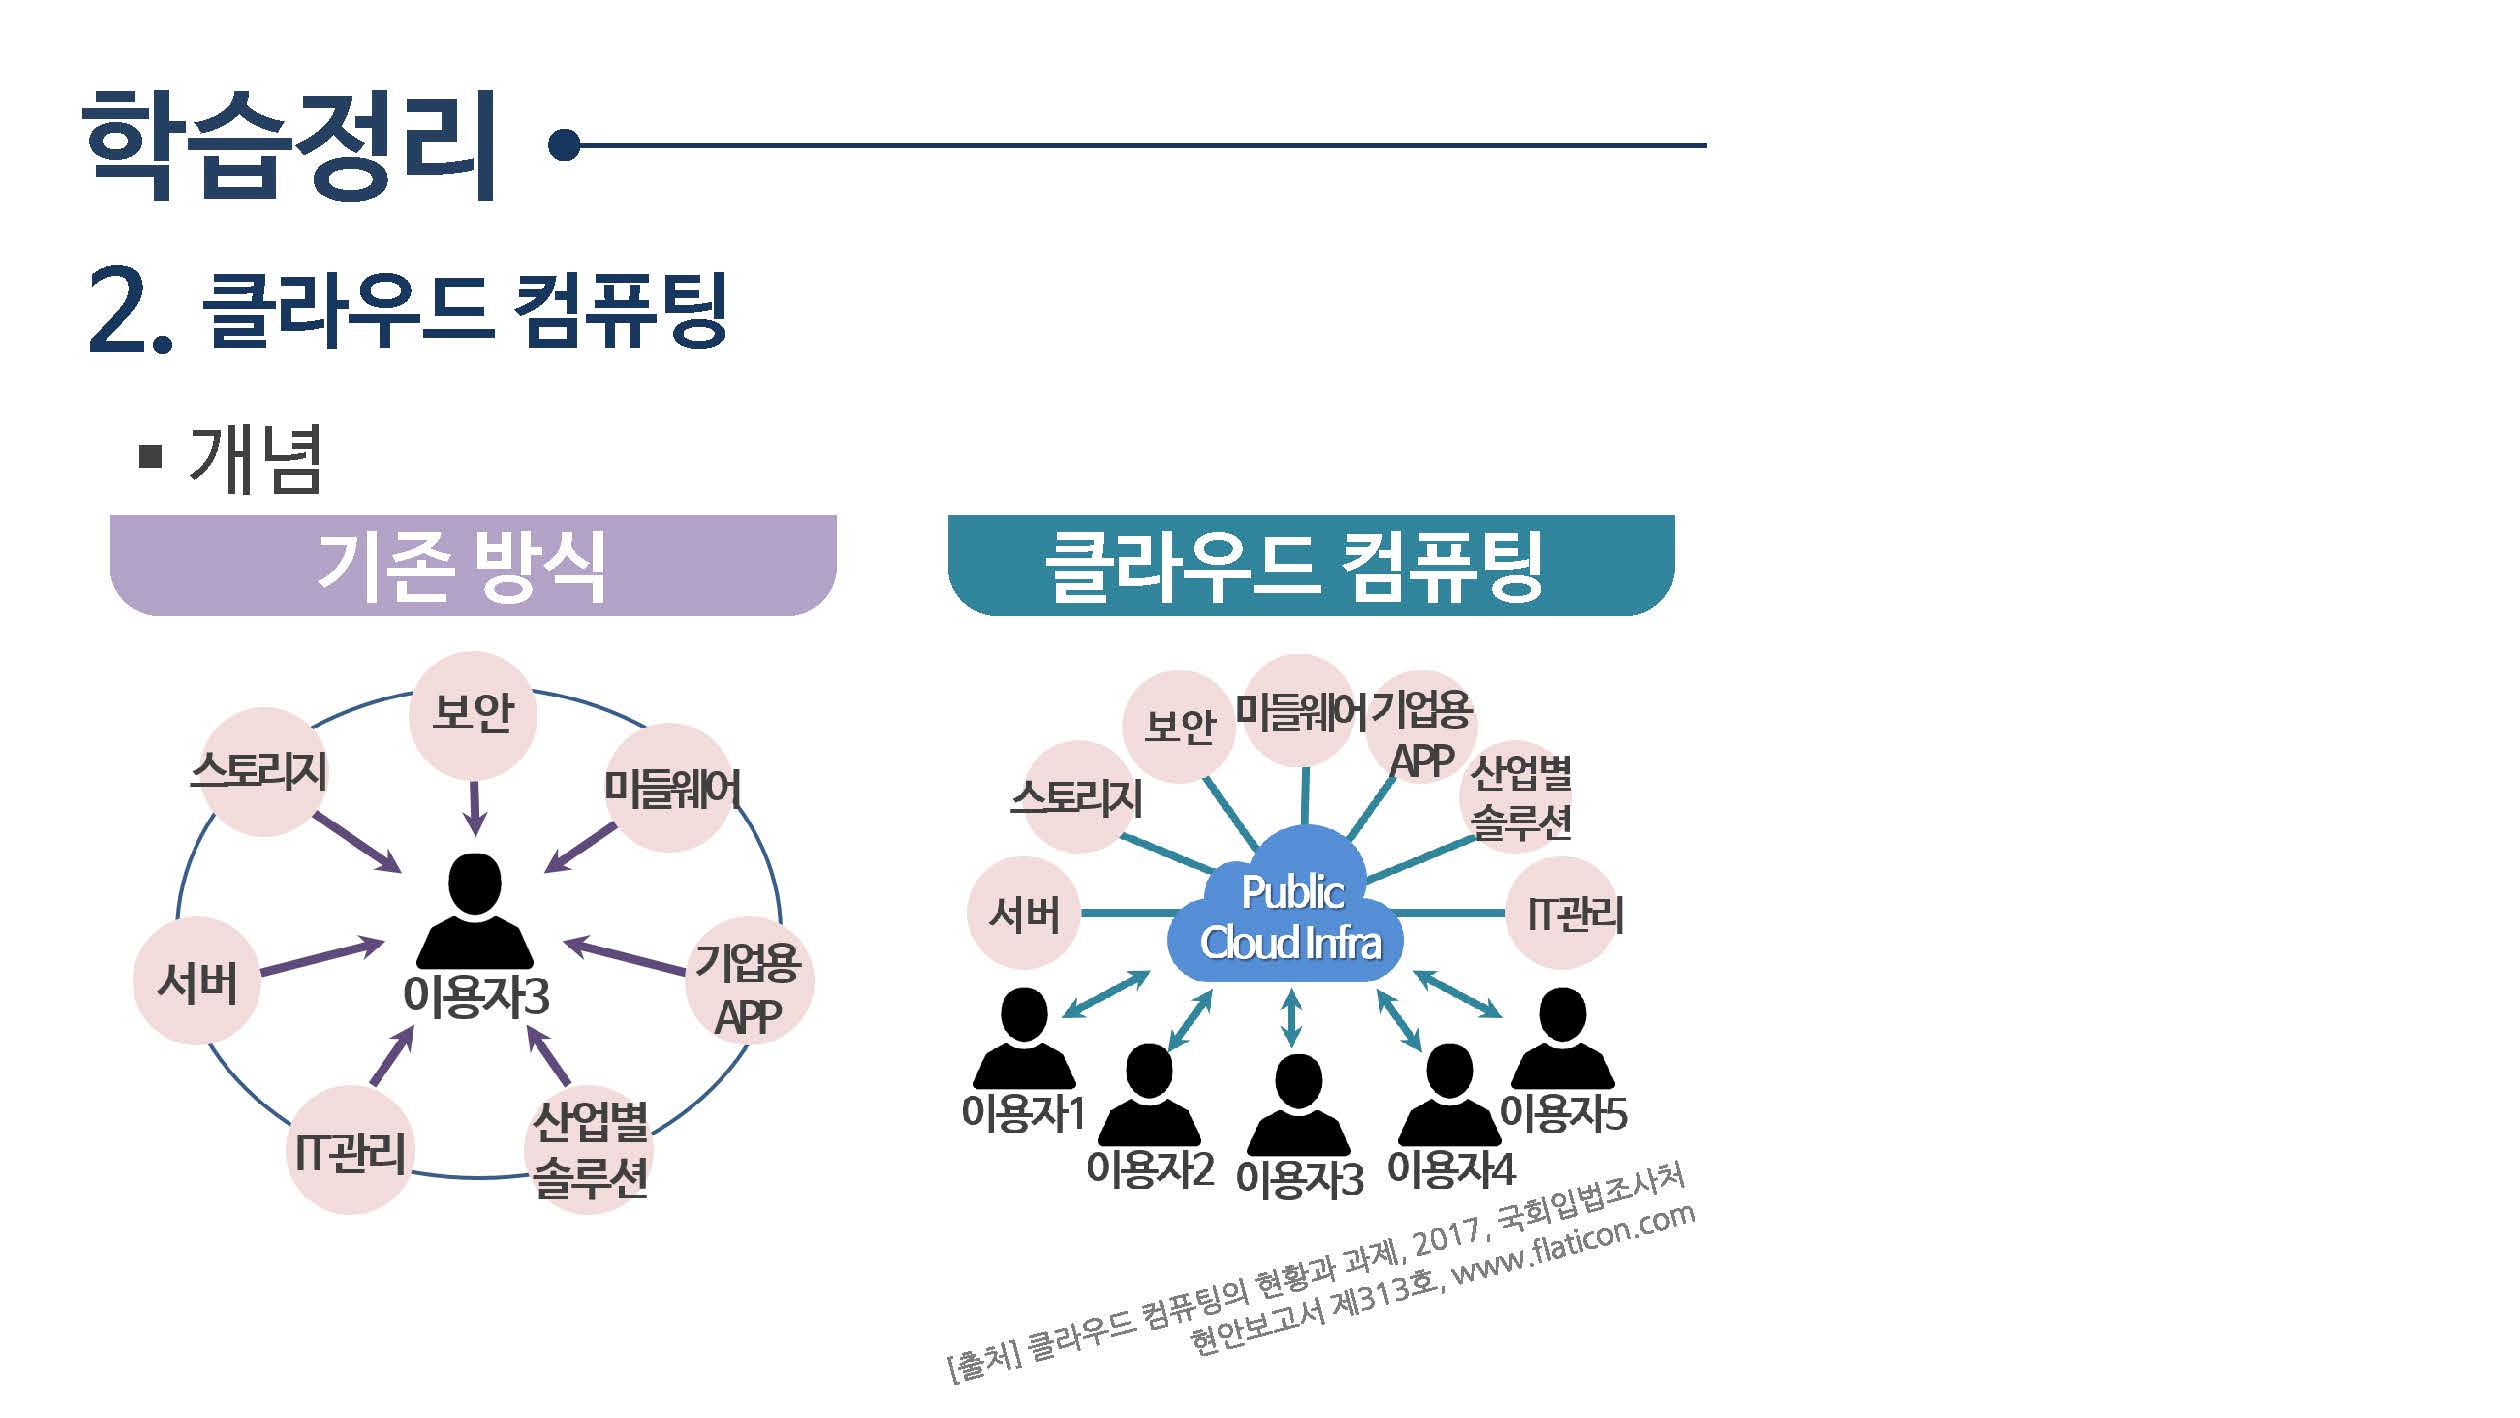 학습정리
2. 클라우드 컴퓨팅
▪ 개념
기존 방식
보안
스토리지
미들웨어
서버
이용자3
기업용
APP
IT관리
산업별
솔루션
클라우드 컴퓨팅
미들웨어
기업용
APP
보안
산업별
솔루션
스토리지
서버
Public
Cloud Infra
IT관리
이용자1
이용자2
이용자3
이용자4
이용자5
[출처] 클라우드 컴퓨팅의 현황과 과제, 2017, 국회입법조사처
현안보고서 제313호, www.flaticon.com